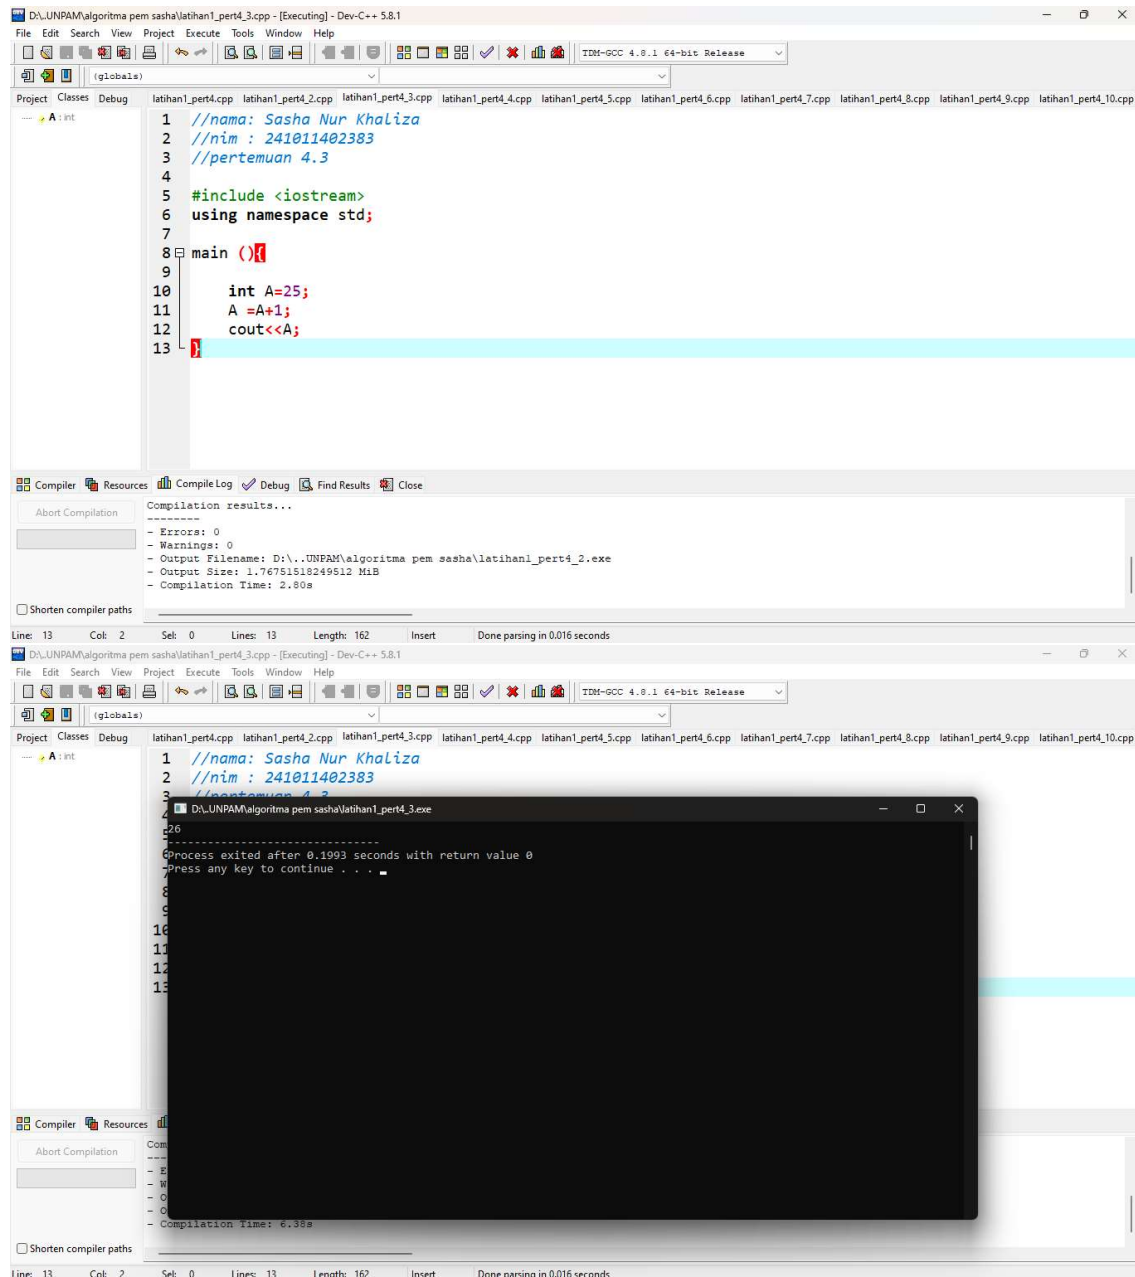 D:\..UNPAM\algoritma pem sasha\latihan1_pert4_3.cpp - [Executing] - Dev-C++ 5.8.1
File Edit Search View Project Execute Tools Window Help
TDM-GCC 4.8.1 64-bit Release
(globals)
Project Classes Debug latihan1_pert4.cpp latihan1_pert4_2.cpp latihan1_pert4_3.cpp latihan1_pert4_4.cpp latihan1_pert4_5.cpp latihan1_pert4_6.cpp latihan1_pert4_7.cpp latihan1_pert4_8.cpp latihan1_pert4_9.cpp latihan1_pert4_10.cpp
A : int
1 //nama: Sasha Nur Khaliza
2 //nim : 241011402383
3 //pertemuan 4.3
4
5 #include <iostream>
6 using namespace std;
7
8 main (){
9
10 int A=25;
11 A =A+1;
12 cout<<A;
13 }
Compiler Resources Compile Log Debug Find Results Close
Abort Compilation
Compilation results...
--------
- Errors: 0
- Warnings: 0
- Output Filename: D:\..UNPAM\algoritma pem sasha\latihan1_pert4_2.exe
- Output Size: 1.76751518249512 MiB
- Compilation Time: 2.80s
Shorten compiler paths
Line: 13 Col: 2 Sel: 0 Lines: 13 Length: 162 Insert Done parsing in 0.016 seconds
D:\..UNPAM\algoritma pem sasha\latihan1_pert4_3.cpp - [Executing] - Dev-C++ 5.8.1
File Edit Search View Project Execute Tools Window Help
TDM-GCC 4.8.1 64-bit Release
(globals)
Project Classes Debug latihan1_pert4.cpp latihan1_pert4_2.cpp latihan1_pert4_3.cpp latihan1_pert4_4.cpp latihan1_pert4_5.cpp latihan1_pert4_6.cpp latihan1_pert4_7.cpp latihan1_pert4_8.cpp latihan1_pert4_9.cpp latihan1_pert4_10.cpp
A : int
1 //nama: Sasha Nur Khaliza
2 //nim : 241011402383
3 //pertemuan 4.3
D:\..UNPAM\algoritma pem sasha\latihan1_pert4_3.exe
26
--------------------------------
Process exited after 0.1993 seconds with return value 0
Press any key to continue . . .
10
11
12
13
Compiler Resources
Abort Compilation
- Compilation Time: 6.38s
Shorten compiler paths
Line: 13 Col: 2 Sel: 0 Lines: 13 Length: 162 Insert Done parsing in 0.016 seconds